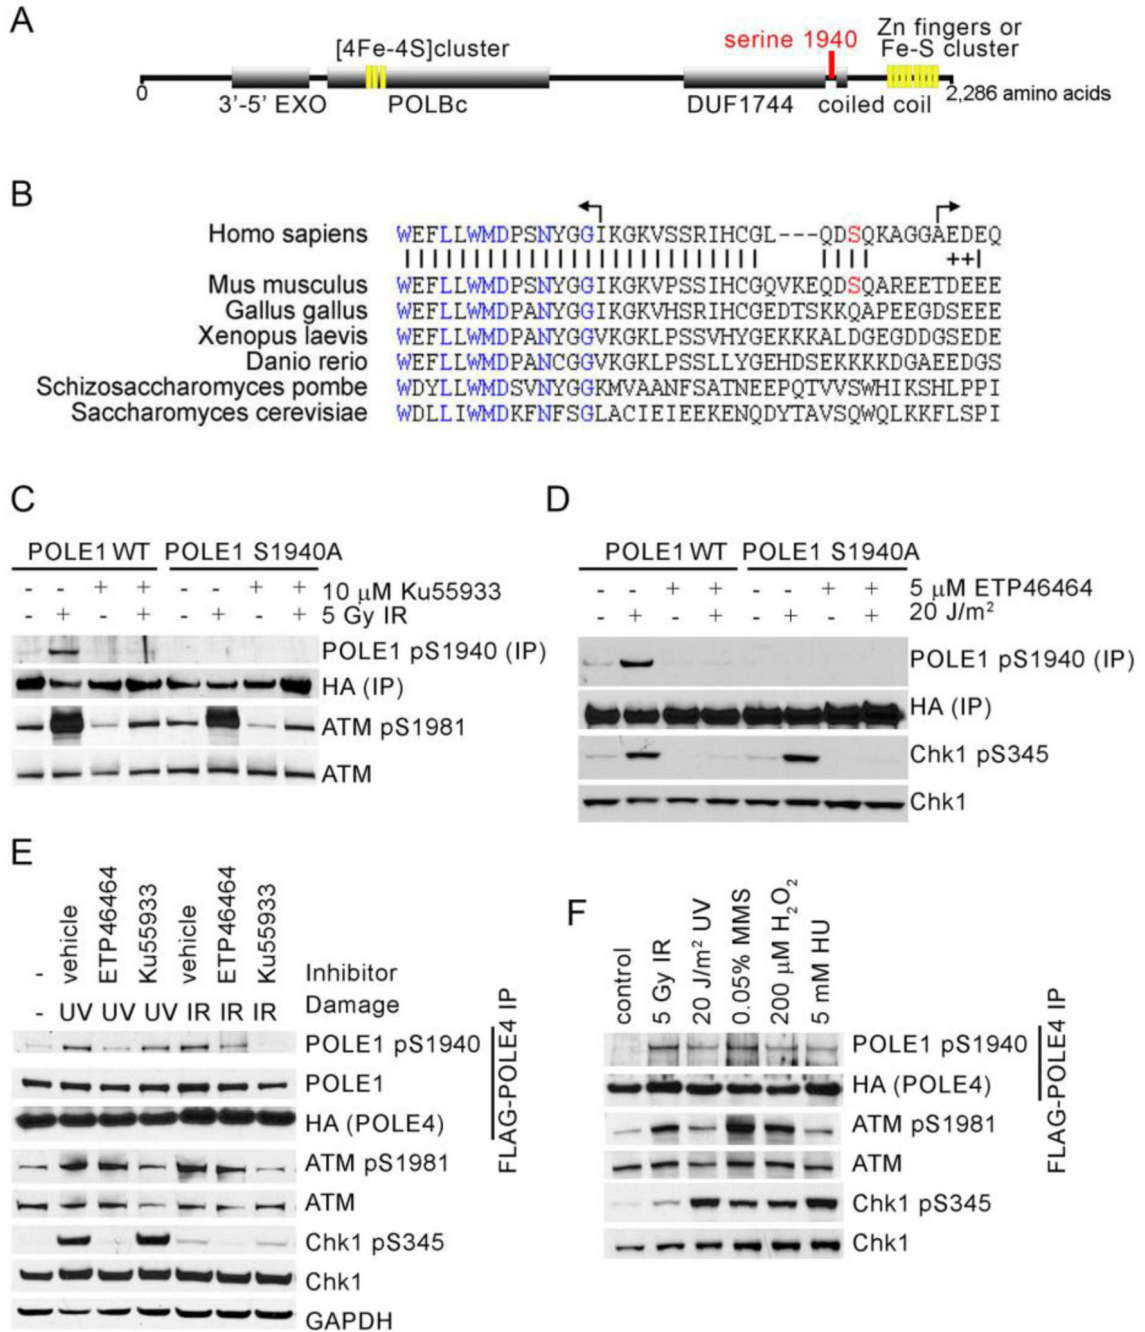 A
[4Fe-4S]cluster
serine 1940
Zn fingers or
Fe-S cluster
0
3'-5' EXO
POLBc
DUF1744
coiled coil
2,286 amino acids
B
Homo sapiens WEFLLWMDPSNYGGIKGKVSSRIHCGL---QDSQKAGGAEDEQ
++
Mus musculus WEFLLWMDPSNYGGIKGKVPSSIHCGQVKEQDSQAREETDEEE
Gallus gallus WEFLLWMDPANYGGIKGKVHSRIHCGEDTSKKQAPEEGDSEEE
Xenopus laevis WEFLLWMDPANYGGVKGKLPSSVHYGEKKKALDGEGDDGSEDE
Danio rerio WEFLLWMDPANCGGVKGKLPSSLLYGEHDSEKKKKDGAEEDGS
Schizosaccharomyces pombe WDYLLWMDSVNYGGKMVAANFSATNEEPQTVVSWHIKSHLPPI
Saccharomyces cerevisiae WDLLIWMDKFNFSGLACIEIEEKENQDYTAVSQWQLKKFLSPI
C
POLE1 WT POLE1 S1940A
- - + + - - + + 10 μM Ku55933
- + - + - + - + 5 Gy IR
POLE1 pS1940 (IP)
HA (IP)
ATM pS1981
ATM
D
POLE1 WT POLE1 S1940A
- - + + - - + + 5 μM ETP46464
- + - + - + - + 20 J/m²
POLE1 pS1940 (IP)
HA (IP)
Chk1 pS345
Chk1
E
- vehicle ETP46464 Ku55933 vehicle ETP46464 Ku55933 Inhibitor
- UV UV UV IR IR IR Damage
POLE1 pS1940
POLE1
HA (POLE4)
FLAG-POLE4 IP
ATM pS1981
ATM
Chk1 pS345
Chk1
GAPDH
F
control 5 Gy IR 20 J/m² UV 0.05% MMS 200 μM H₂O₂ 5 mM HU
POLE1 pS1940
HA (POLE4)
FLAG-POLE4 IP
ATM pS1981
ATM
Chk1 pS345
Chk1